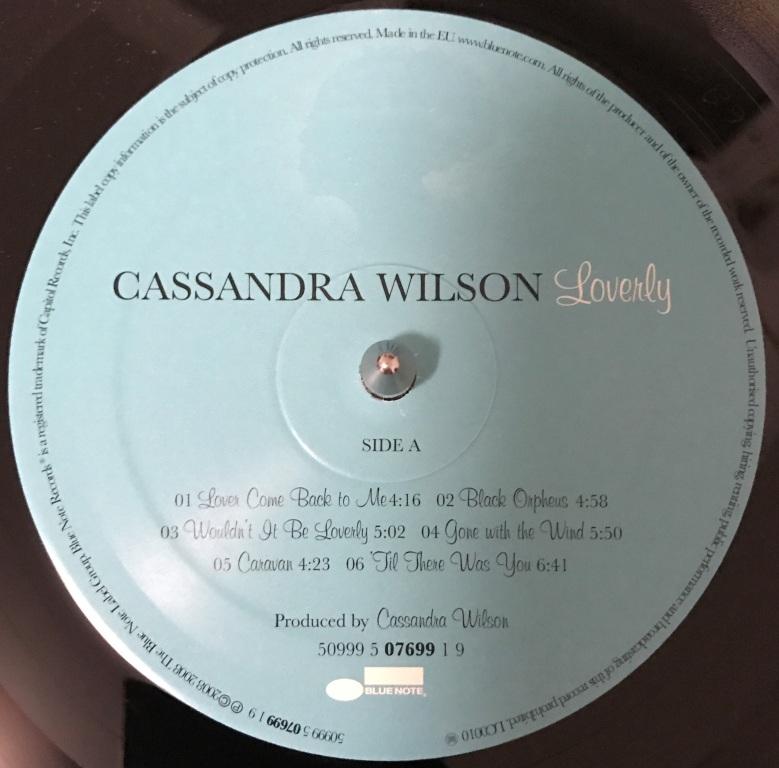 CASSANDRA WILSON Loverly
SIDE A
01 Lover Come Back to Me 4:16 02 Black Orpheus 4:58
03 Wouldn't It Be Loverly 5:02 04 Gone with the Wind 5:50
05 Caravan 4:23 06 'Til There Was You 6:41
Produced by Cassandra Wilson
50999 5 07699 1 9
BLUE NOTE®
50999 5 07699 1 9 ℗©2008 2008 The Blue Note Label Group. Blue Note Records® is a registered trademark of Capitol Records, Inc. This label copy information is the subject of copy protection. All rights reserved. Made in the EU www.bluenote.com. All rights of the producer and of the owner of the recorded work reserved. Unauthorised copying, hiring, renting, public performance and broadcasting of this record prohibited. LC0010